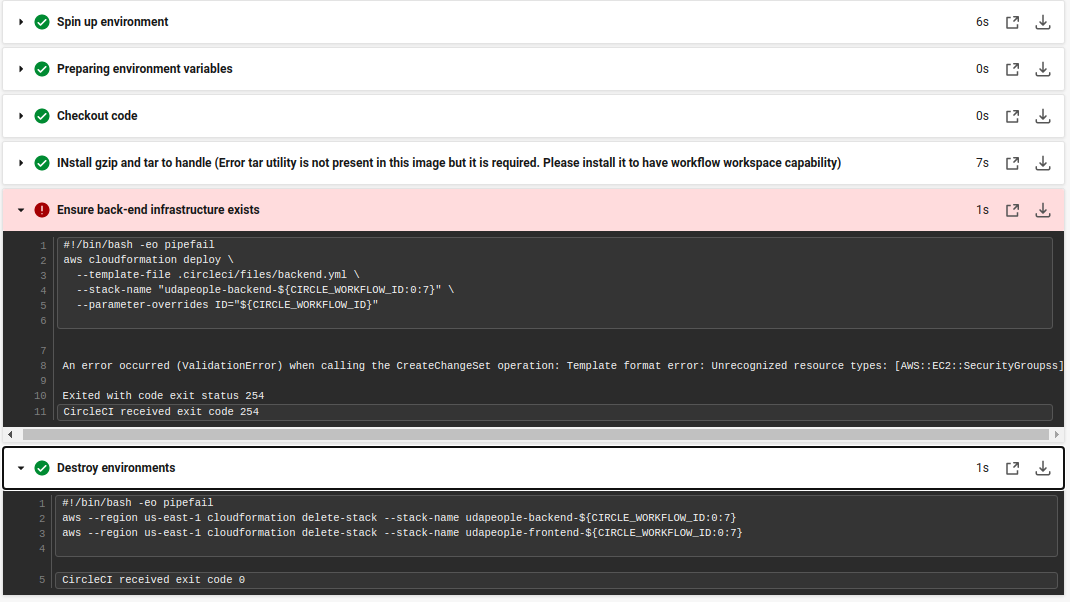 Spin up environment 6s
Preparing environment variables 0s
Checkout code 0s
INstall gzip and tar to handle (Error tar utility is not present in this image but it is required. Please install it to have workflow workspace capability) 7s
Ensure back-end infrastructure exists 1s
1 #!/bin/bash -eo pipefail
2 aws cloudformation deploy \
3 --template-file .circleci/files/backend.yml \
4 --stack-name "udapeople-backend-${CIRCLE_WORKFLOW_ID:0:7}" \
5 --parameter-overrides ID="${CIRCLE_WORKFLOW_ID}"
6
7
8 An error occurred (ValidationError) when calling the CreateChangeSet operation: Template format error: Unrecognized resource types: [AWS::EC2::SecurityGroupss]
9
10 Exited with code exit status 254
11 CircleCI received exit code 254
Destroy environments 1s
1 #!/bin/bash -eo pipefail
2 aws --region us-east-1 cloudformation delete-stack --stack-name udapeople-backend-${CIRCLE_WORKFLOW_ID:0:7}
3 aws --region us-east-1 cloudformation delete-stack --stack-name udapeople-frontend-${CIRCLE_WORKFLOW_ID:0:7}
4
5 CircleCI received exit code 0